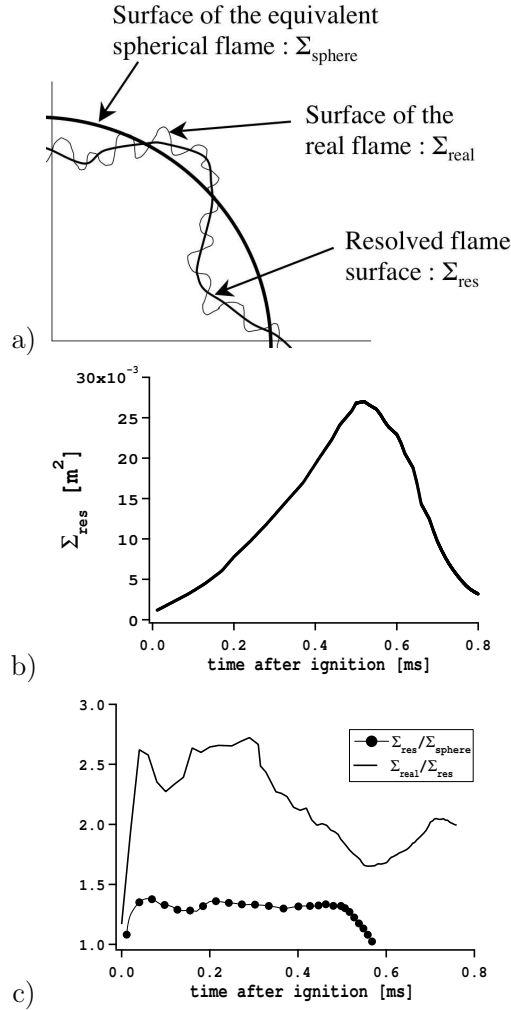 Surface of the equivalent
spherical flame : Σsphere
Surface of the
real flame : Σreal
Resolved flame
surface : Σres
a)
30x10⁻³
25
20
15
10
5
0
Σres [m²]
0.0 0.2 0.4 0.6 0.8
time after ignition [ms]
b)
3.0
2.5
2.0
1.5
1.0
Σres/Σsphere
Σreal/Σres
0.0 0.2 0.4 0.6 0.8
time after ignition [ms]
c)